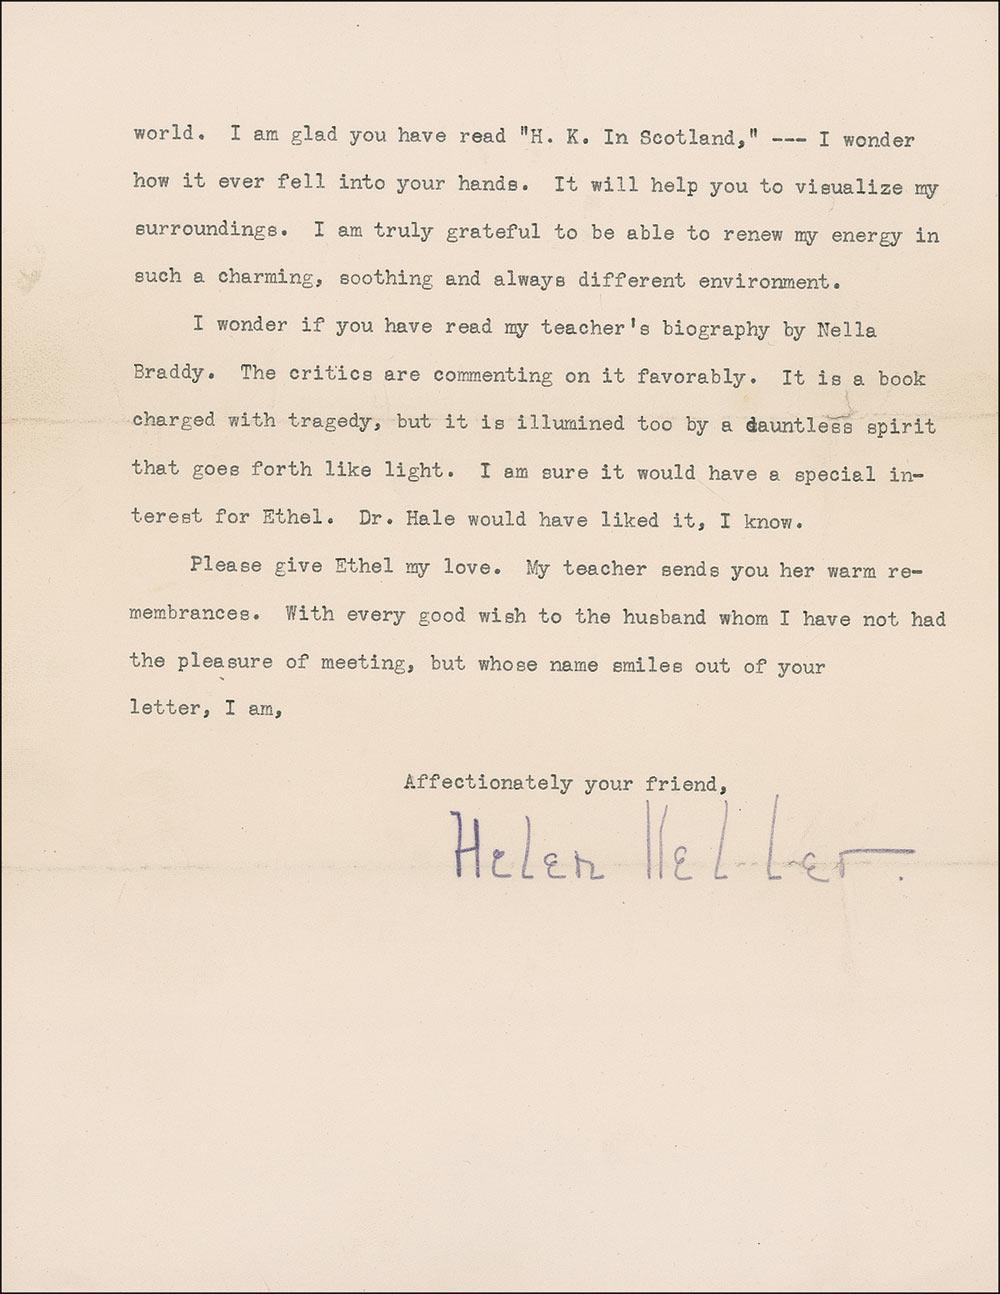 world.  I am glad you have read "H. K. In Scotland," --- I wonder
how it ever fell into your hands.  It will help you to visualize my
surroundings.  I am truly grateful to be able to renew my energy in
such a charming, soothing and always different environment.
I wonder if you have read my teacher's biography by Nella
Braddy.  The critics are commenting on it favorably.  It is a book
charged with tragedy, but it is illumined too by a dauntless spirit
that goes forth like light.  I am sure it would have a special in-
terest for Ethel.  Dr. Hale would have liked it, I know.
Please give Ethel my love.  My teacher sends you her warm re-
membrances.  With every good wish to the husband whom I have not had
the pleasure of meeting, but whose name smiles out of your
letter, I am,
Affectionately your friend,
Helen Keller.